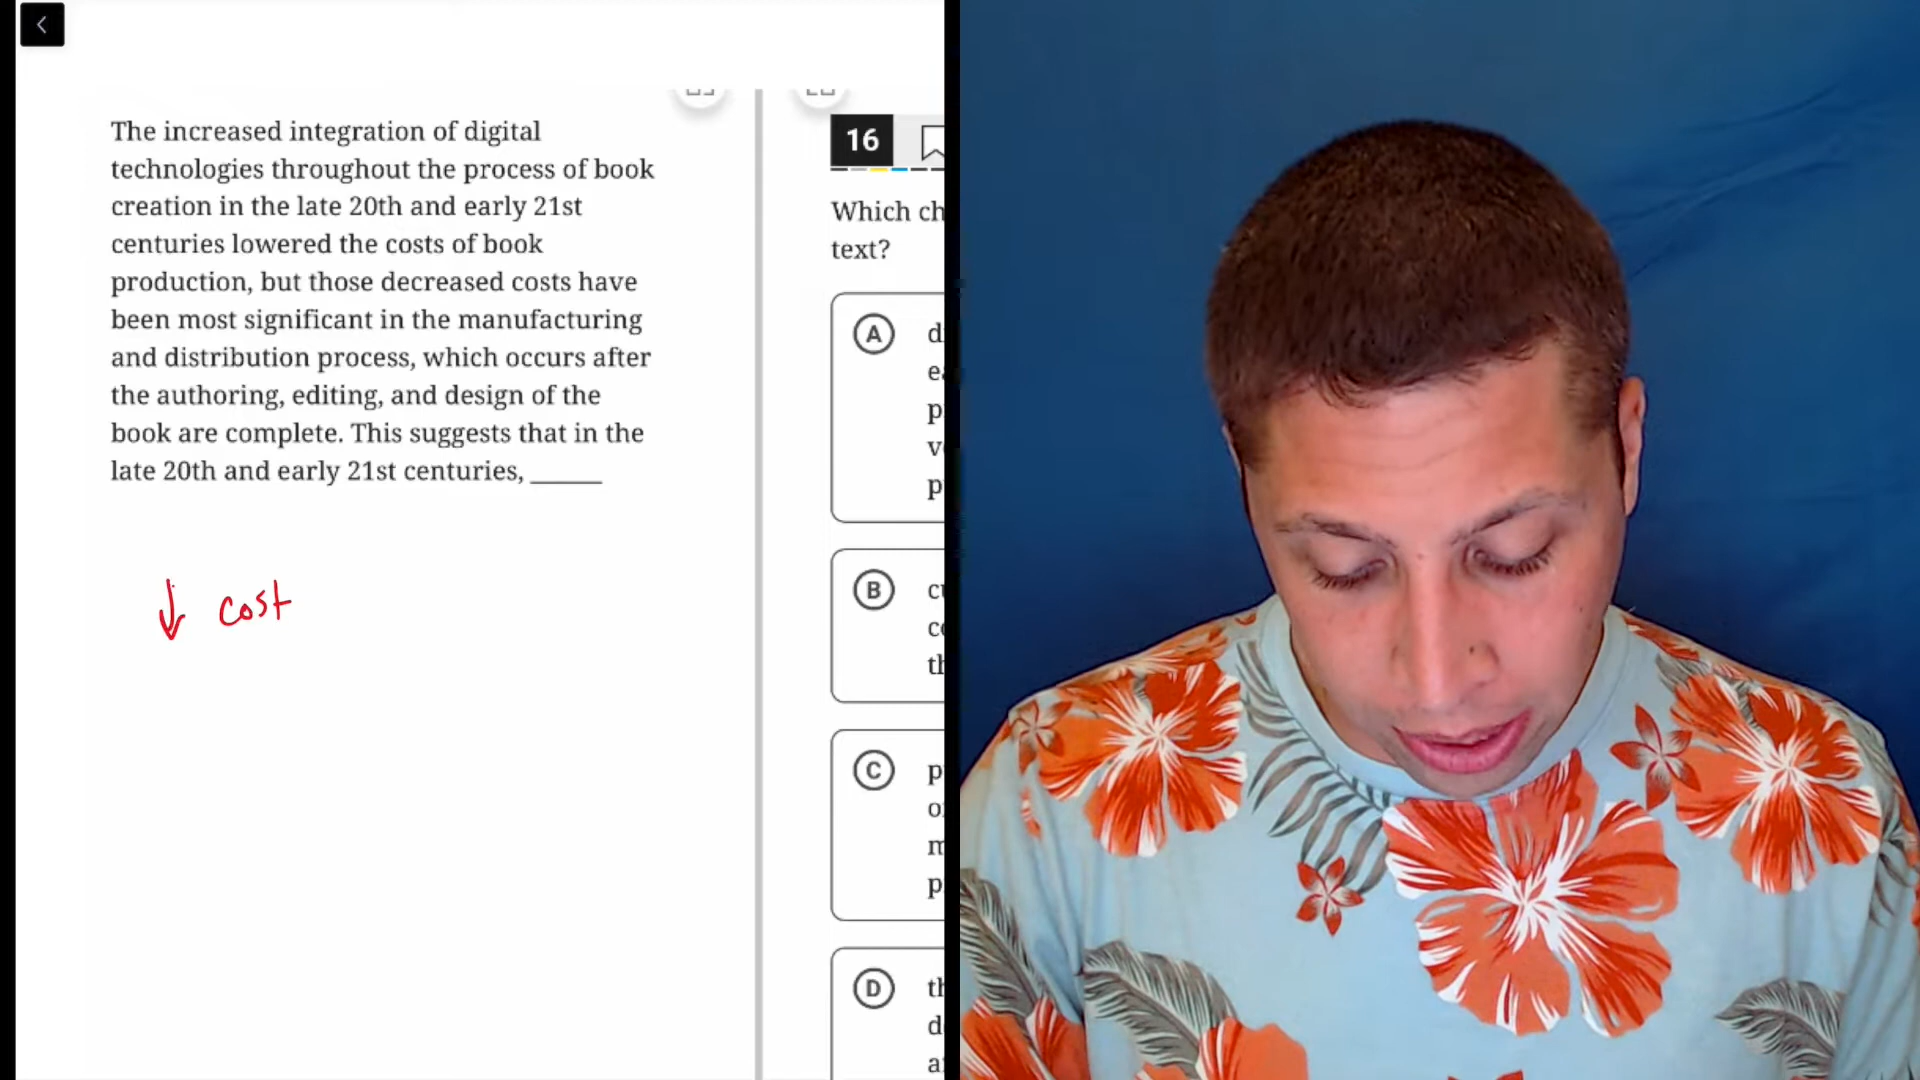 The increased integration of digital
technologies throughout the process of book
creation in the late 20th and early 21st
centuries lowered the costs of book
production, but those decreased costs have
been most significant in the manufacturing
and distribution process, which occurs after
the authoring, editing, and design of the
book are complete. This suggests that in the
late 20th and early 21st centuries, ______
↓ cost
16
Which
text?
A
B
C
D